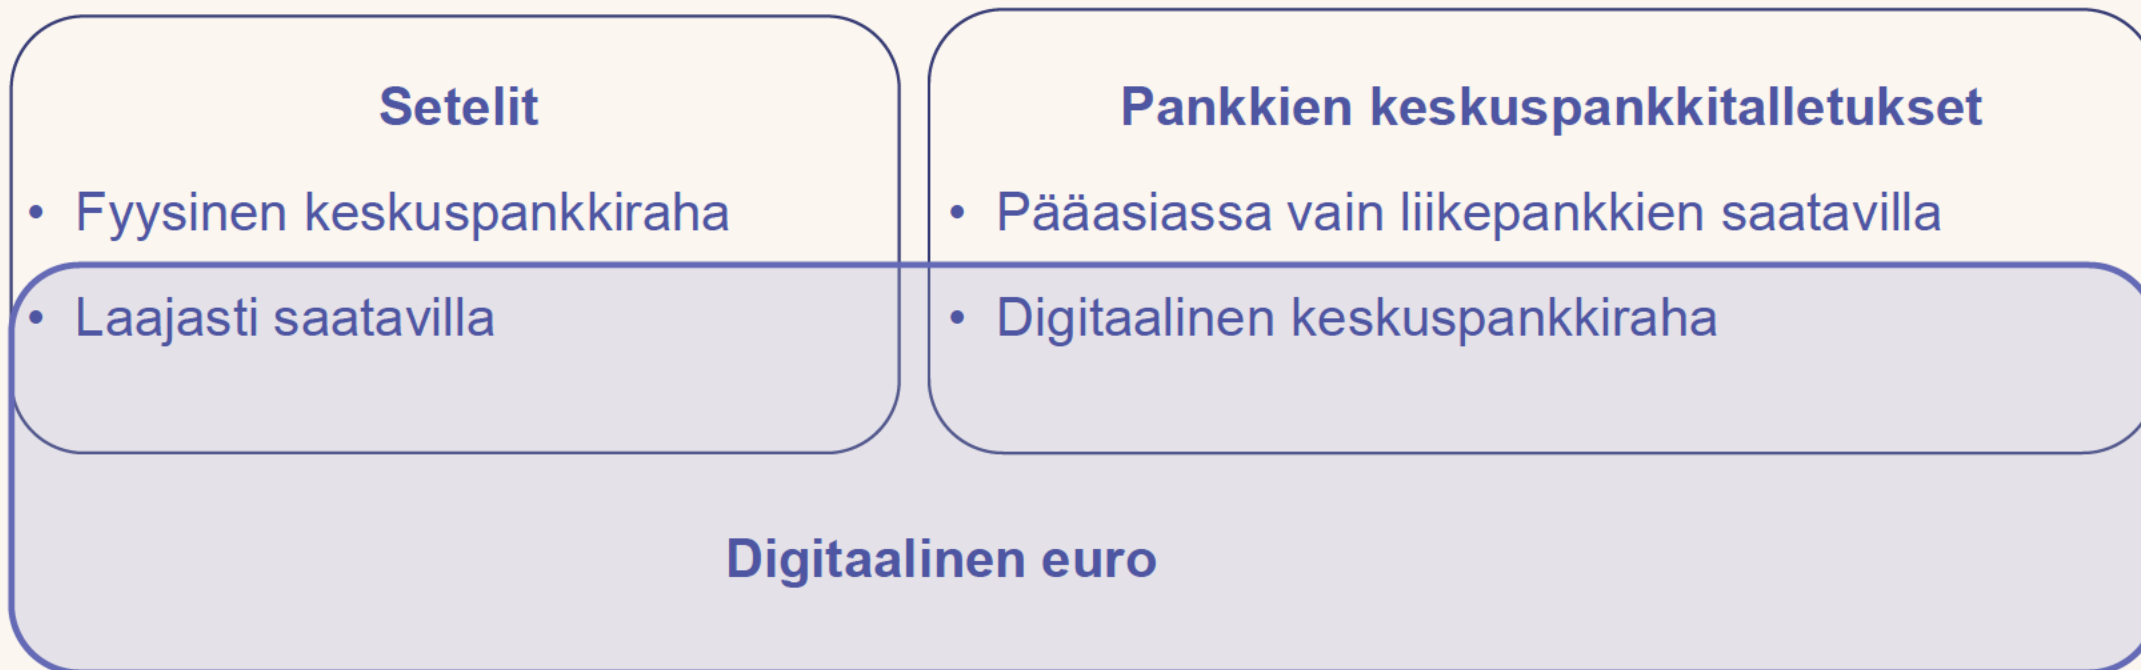 Setelit
• Fyysinen keskuspankkiraha
• Laajasti saatavilla
Pankkien keskuspankkitalletukset
• Pääasiassa vain liikepankkien saatavilla
• Digitaalinen keskuspankkiraha
Digitaalinen euro